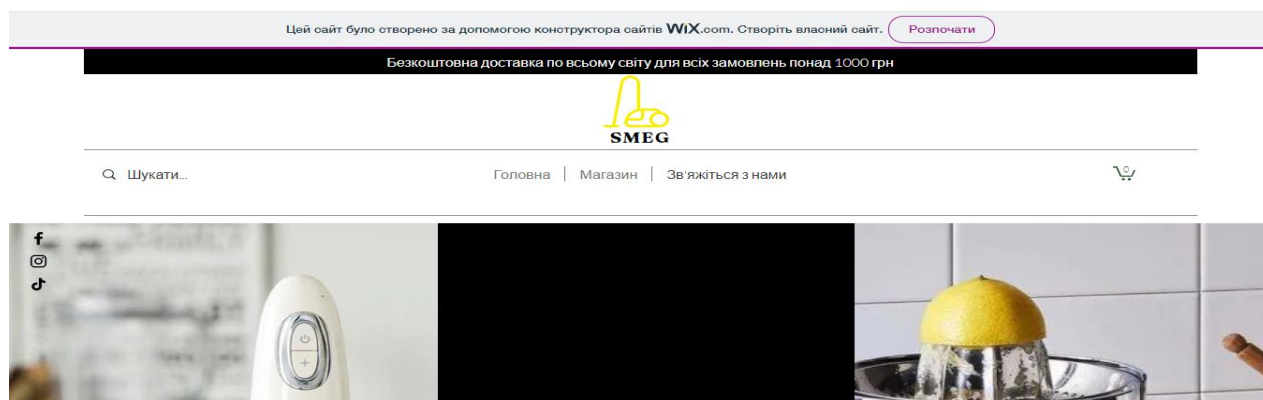 Цей сайт було створено за допомогою конструктора сайтів WiX.com. Створіть власний сайт. Розпочати
Безкоштовна доставка по всьому світу для всіх замовлень понад 1000 грн
SMEG
Шукати... Головна | Магазин | Зв'яжіться з нами 0